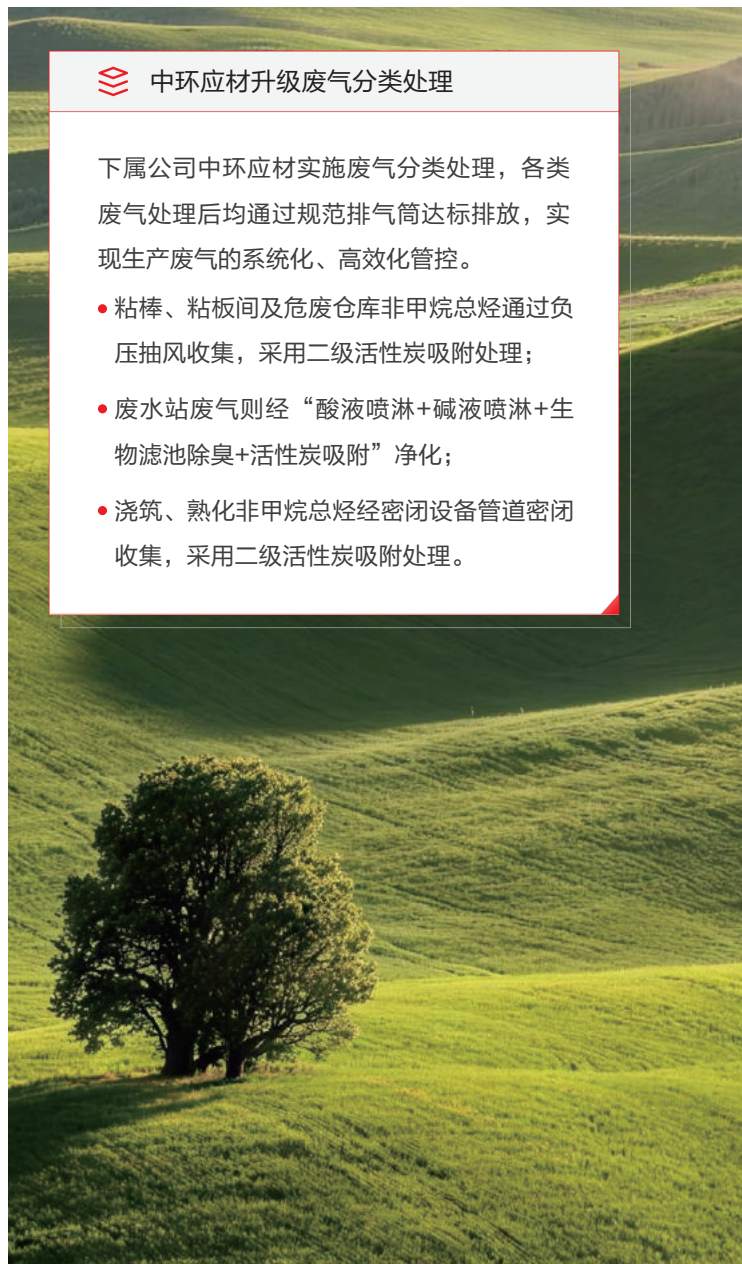 中环应材升级废气分类处理
下属公司中环应材实施废气分类处理，各类
废气处理后均通过规范排气筒达标排放，实
现生产废气的系统化、高效化管控。
•粘棒、粘板间及危废仓库非甲烷总烃通过负
压抽风收集，采用二级活性炭吸附处理；
•废水站废气则经“酸液喷淋+碱液喷淋+生
物滤池除臭+活性炭吸附”净化；
•浇筑、熟化非甲烷总烃经密闭设备管道密闭
收集，采用二级活性炭吸附处理。